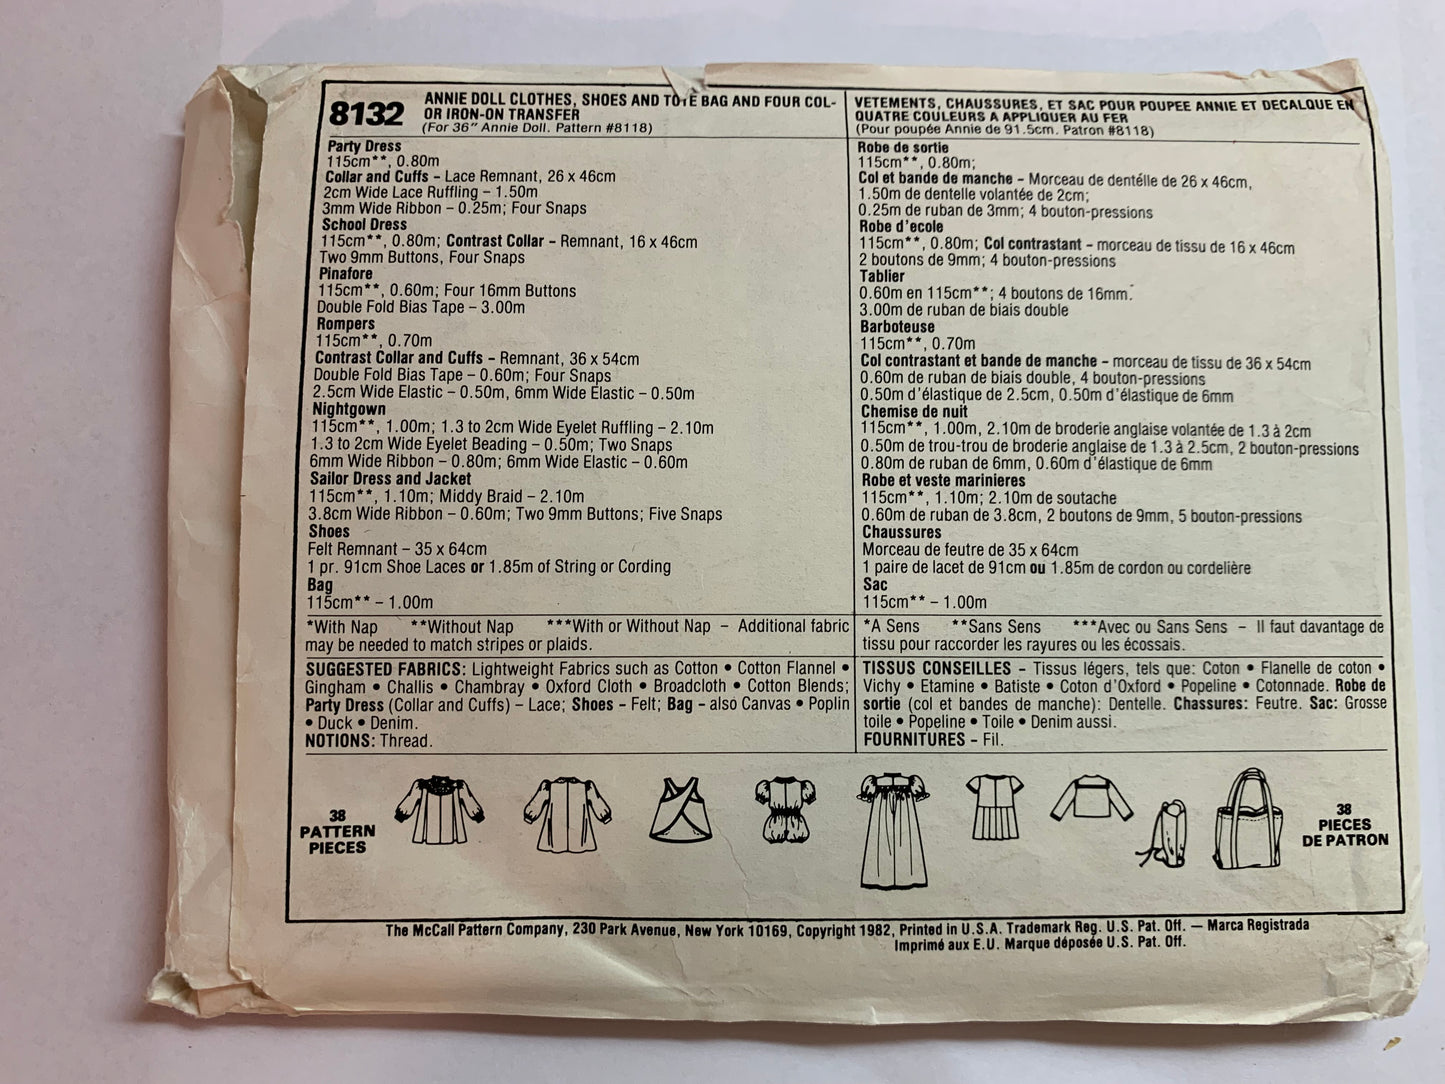 8132
ANNIE DOLL CLOTHES, SHOES AND TOTE BAG AND FOUR COL-
OR IRON-ON TRANSFER
(For 36" Annie Doll. Pattern #8118)
Party Dress
115cm**, 0.80m
Collar and Cuffs – Lace Remnant, 26 x 46cm
2cm Wide Lace Ruffling – 1.50m
3mm Wide Ribbon – 0.25m; Four Snaps
School Dress
115cm**, 0.80m; Contrast Collar – Remnant, 16 x 46cm
Two 9mm Buttons, Four Snaps
Pinafore
115cm**, 0.60m; Four 16mm Buttons
Double Fold Bias Tape – 3.00m
Rompers
115cm**, 0.70m
Contrast Collar and Cuffs – Remnant, 36 x 54cm
Double Fold Bias Tape – 0.60m; Four Snaps
2.5cm Wide Elastic – 0.50m, 6mm Wide Elastic – 0.50m
Nightgown
115cm**, 1.00m; 1.3 to 2cm Wide Eyelet Ruffling – 2.10m
1.3 to 2cm Wide Eyelet Beading – 0.50m; Two Snaps
6mm Wide Ribbon – 0.80m; 6mm Wide Elastic – 0.60m
Sailor Dress and Jacket
115cm**, 1.10m; Middy Braid – 2.10m
3.8cm Wide Ribbon – 0.60m; Two 9mm Buttons; Five Snaps
Shoes
Felt Remnant – 35 x 64cm
1 pr. 91cm Shoe Laces or 1.85m of String or Cording
Bag
115cm** – 1.00m
*With Nap **Without Nap ***With or Without Nap – Additional fabric
may be needed to match stripes or plaids.
SUGGESTED FABRICS: Lightweight Fabrics such as Cotton • Cotton Flannel •
Gingham • Challis • Chambray • Oxford Cloth • Broadcloth • Cotton Blends;
Party Dress (Collar and Cuffs) – Lace; Shoes – Felt; Bag – also Canvas • Poplin
• Duck • Denim.
NOTIONS: Thread.
VETEMENTS, CHAUSSURES, ET SAC POUR POUPEE ANNIE ET DECALQUE EN
QUATRE COULEURS A APPLIQUER AU FER
(Pour poupée Annie de 91.5cm. Patron #8118)
Robe de sortie
115cm**, 0.80m;
Col et bande de manche – Morceau de dentélle de 26 x 46cm,
1.50m de dentelle volantée de 2cm;
0.25m de ruban de 3mm; 4 bouton-pressions
Robe d'ecole
115cm**, 0.80m; Col contrastant – morceau de tissu de 16 x 46cm
2 boutons de 9mm; 4 bouton-pressions
Tablier
0.60m en 115cm**; 4 boutons de 16mm.
3.00m de ruban de biais double
Barboteuse
115cm**, 0.70m
Col contrastant et bande de manche – morceau de tissu de 36 x 54cm
0.60m de ruban de biais double, 4 bouton-pressions
0.50m d'élastique de 2.5cm, 0.50m d'élastique de 6mm
Chemise de nuit
115cm**, 1.00m, 2.10m de broderie anglaise volantée de 1.3 à 2cm
0.50m de trou-trou de broderie anglaise de 1.3 à 2.5cm, 2 bouton-pressions
0.80m de ruban de 6mm, 0.60m d'élastique de 6mm
Robe et veste marinieres
115cm**, 1.10m; 2.10m de soutache
0.60m de ruban de 3.8cm, 2 boutons de 9mm, 5 bouton-pressions
Chaussures
Morceau de feutre de 35 x 64cm
1 paire de lacet de 91cm ou 1.85m de cordon ou cordelière
Sac
115cm** – 1.00m
*A Sens **Sans Sens ***Avec ou Sans Sens – Il faut davantage de
tissu pour raccorder les rayures ou les écossais.
TISSUS CONSEILLES – Tissus légers, tels que: Coton • Flanelle de coton •
Vichy • Etamine • Batiste • Coton d'Oxford • Popeline • Cotonnade. Robe de
sortie (col et bandes de manche): Dentelle. Chassures: Feutre. Sac: Grosse
toile • Popeline • Toile • Denim aussi.
FOURNITURES – Fil.
38
PATTERN
PIECES
38
PIECES
DE PATRON
The McCall Pattern Company, 230 Park Avenue, New York 10169, Copyright 1982, Printed in U.S.A. Trademark Reg. U.S. Pat. Off. — Marca Registrada
Imprimé aux E.U. Marque déposée U.S. Pat. Off.